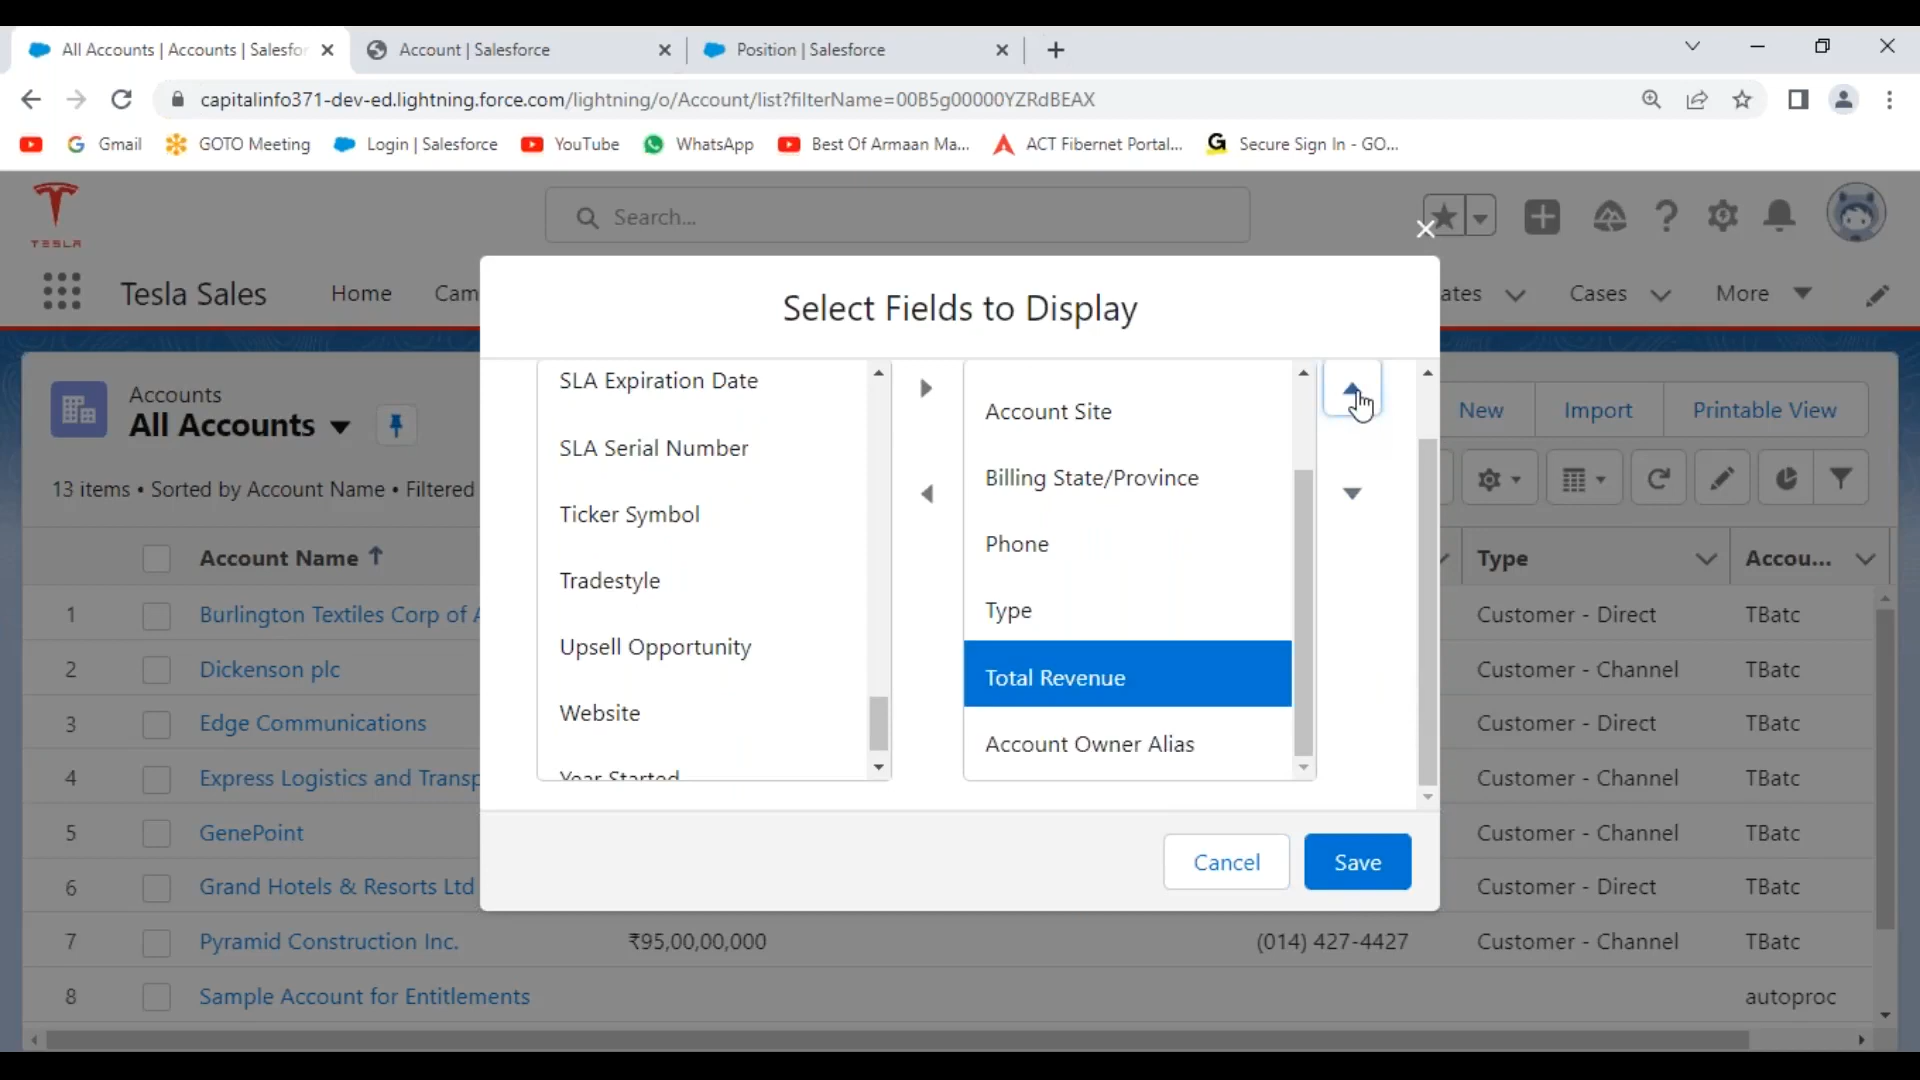 All Accounts | Accounts | Salesfor
Account | Salesforce
Position | Salesforce
capitalinfo371-dev-ed.lightning.force.com/lightning/o/Account/list?filterName=00B5g00000YZRdBEAX
Gmail
GOTO Meeting
Login | Salesforce
YouTube
WhatsApp
Best Of Armaan Ma...
ACT Fibernet Portal...
Secure Sign In - GO...
TESLA
Search...
Tesla Sales
Home
Cam
ates
Cases
More
Select Fields to Display
Accounts
All Accounts
13 items • Sorted by Account Name • Filtered
New
Import
Printable View
SLA Expiration Date
SLA Serial Number
Ticker Symbol
Tradestyle
Upsell Opportunity
Website
Year Started
Account Site
Billing State/Province
Phone
Type
Total Revenue
Account Owner Alias
Cancel
Save
Account Name
Type
Accou...
1 Burlington Textiles Corp of A Customer - Direct TBatc
2 Dickenson plc Customer - Channel TBatc
3 Edge Communications Customer - Direct TBatc
4 Express Logistics and Transp Customer - Channel TBatc
5 GenePoint Customer - Channel TBatc
6 Grand Hotels & Resorts Ltd Customer - Direct TBatc
7 Pyramid Construction Inc. ₹95,00,00,000 (014) 427-4427 Customer - Channel TBatc
8 Sample Account for Entitlements autoproc